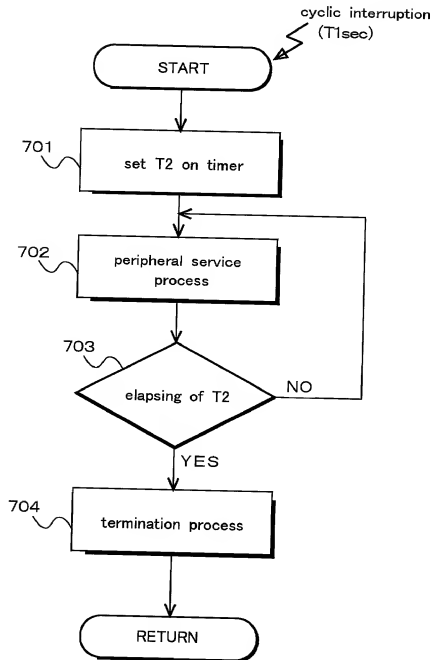 cyclic interruption
(T1sec)
START
701
set T2 on timer
702
peripheral service
process
703
elapsing of T2
NO
YES
704
termination process
RETURN